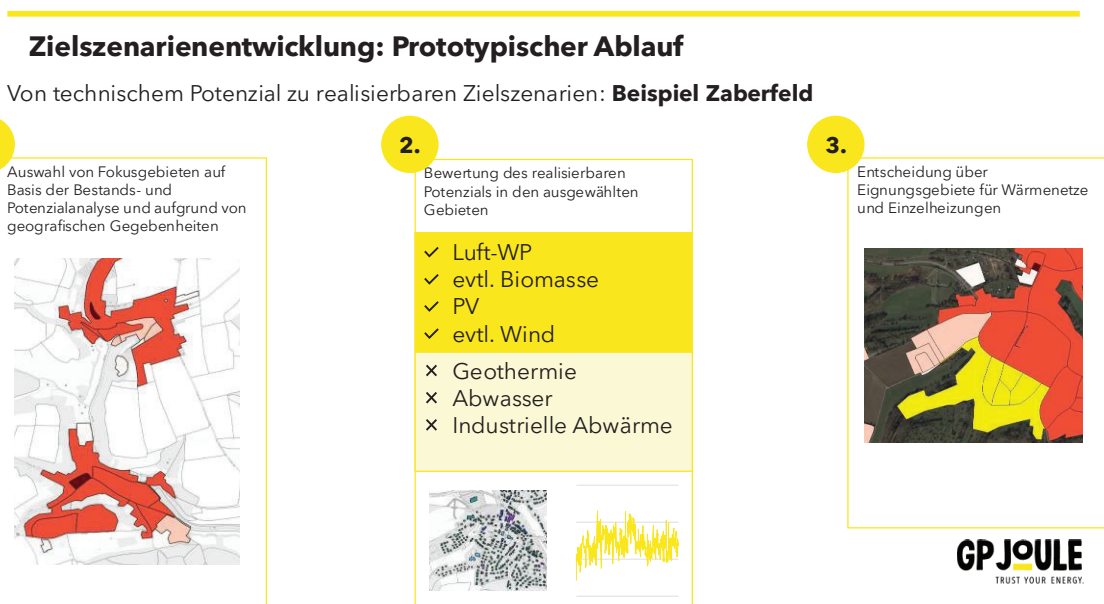 Zielszenarienentwicklung: Prototypischer Ablauf
Von technischem Potenzial zu realisierbaren Zielszenarien: Beispiel Zaberfeld
Auswahl von Fokusgebieten auf
Basis der Bestands- und
Potenzialanalyse und aufgrund von
geografischen Gegebenheiten
2.
Bewertung des realisierbaren
Potenzials in den ausgewählten
Gebieten
✓ Luft-WP
✓ evtl. Biomasse
✓ PV
✓ evtl. Wind
× Geothermie
× Abwasser
× Industrielle Abwärme
3.
Entscheidung über
Eignungsgebiete für Wärmenetze
und Einzelheizungen
GP JOULE
TRUST YOUR ENERGY.